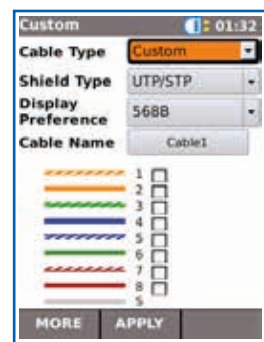 Custom 01:32
Cable Type Custom
Shield Type UTP/STP
Display Preference 568B
Cable Name Cable1
1
2
3
4
5
6
7
8
S
MORE APPLY